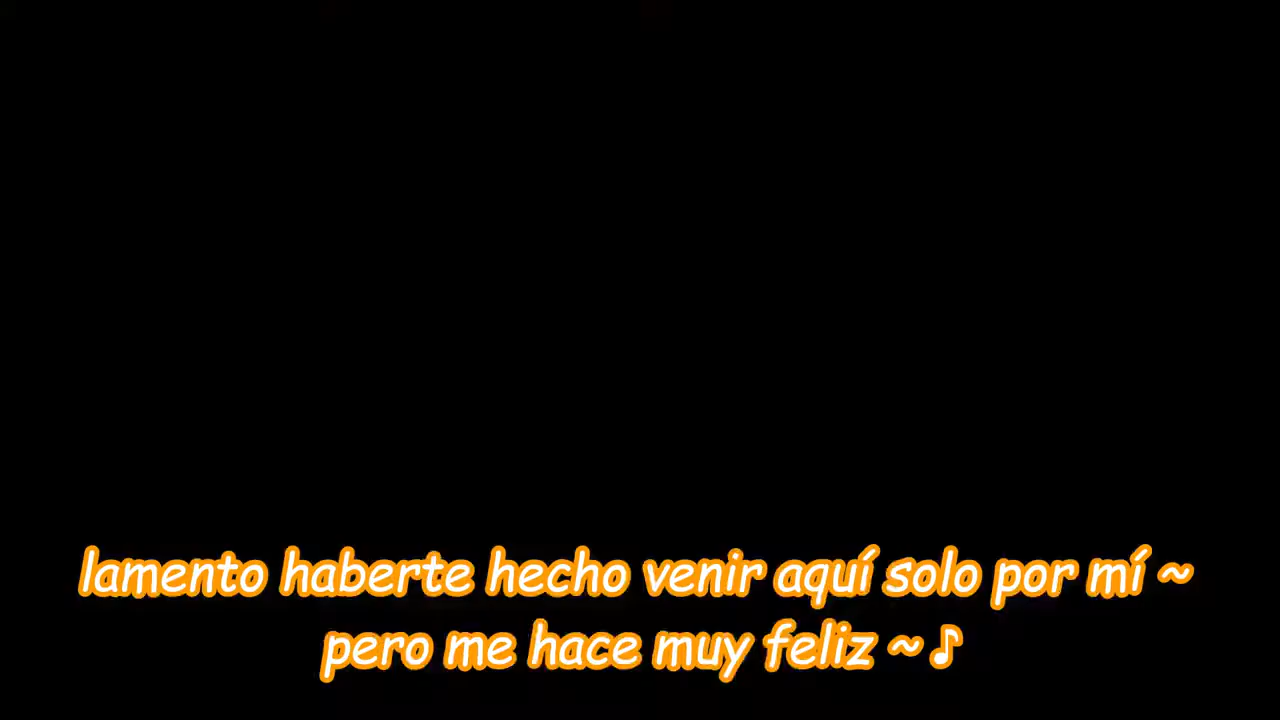 lamento haberte hecho venir aquí solo por mí ~
pero me hace muy feliz ~ ♪